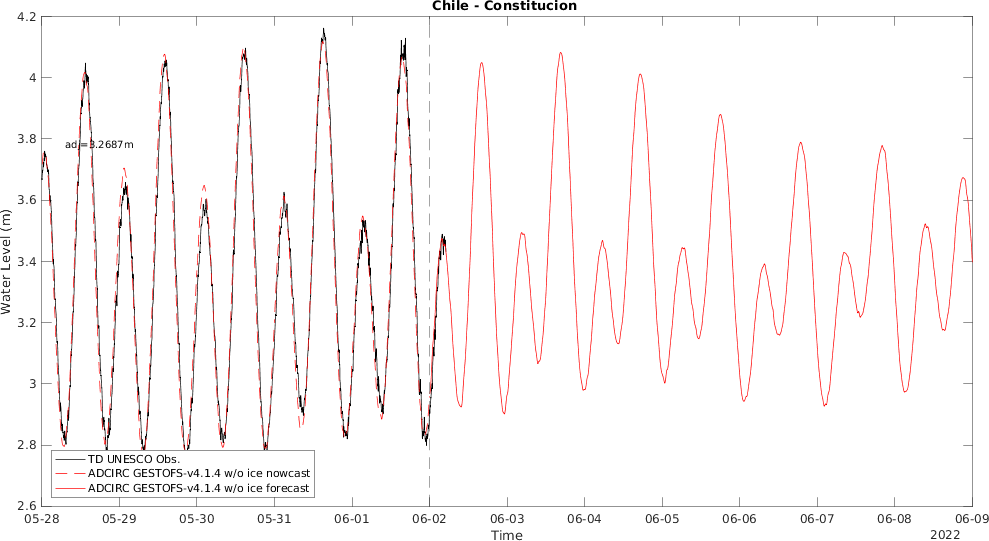 Chile - Constitucion
4.2
4
3.8
3.6
3.4
3.2
3
2.8
2.6
Water Level (m)
adj=3.2687m
TD UNESCO Obs.
ADCIRC GESTOFS-v4.1.4 w/o ice nowcast
ADCIRC GESTOFS-v4.1.4 w/o ice forecast
05-28 05-29 05-30 05-31 06-01 06-02 06-03 06-04 06-05 06-06 06-07 06-08 06-09
Time
2022